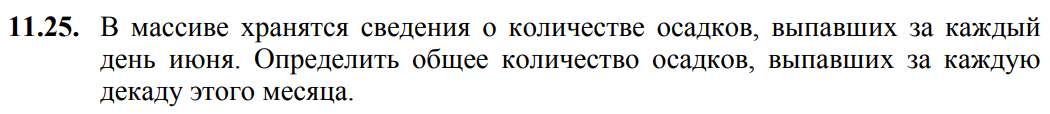 11.25. В массиве хранятся сведения о количестве осадков, выпавших за каждый
день июня. Определить общее количество осадков, выпавших за каждую
декаду этого месяца.